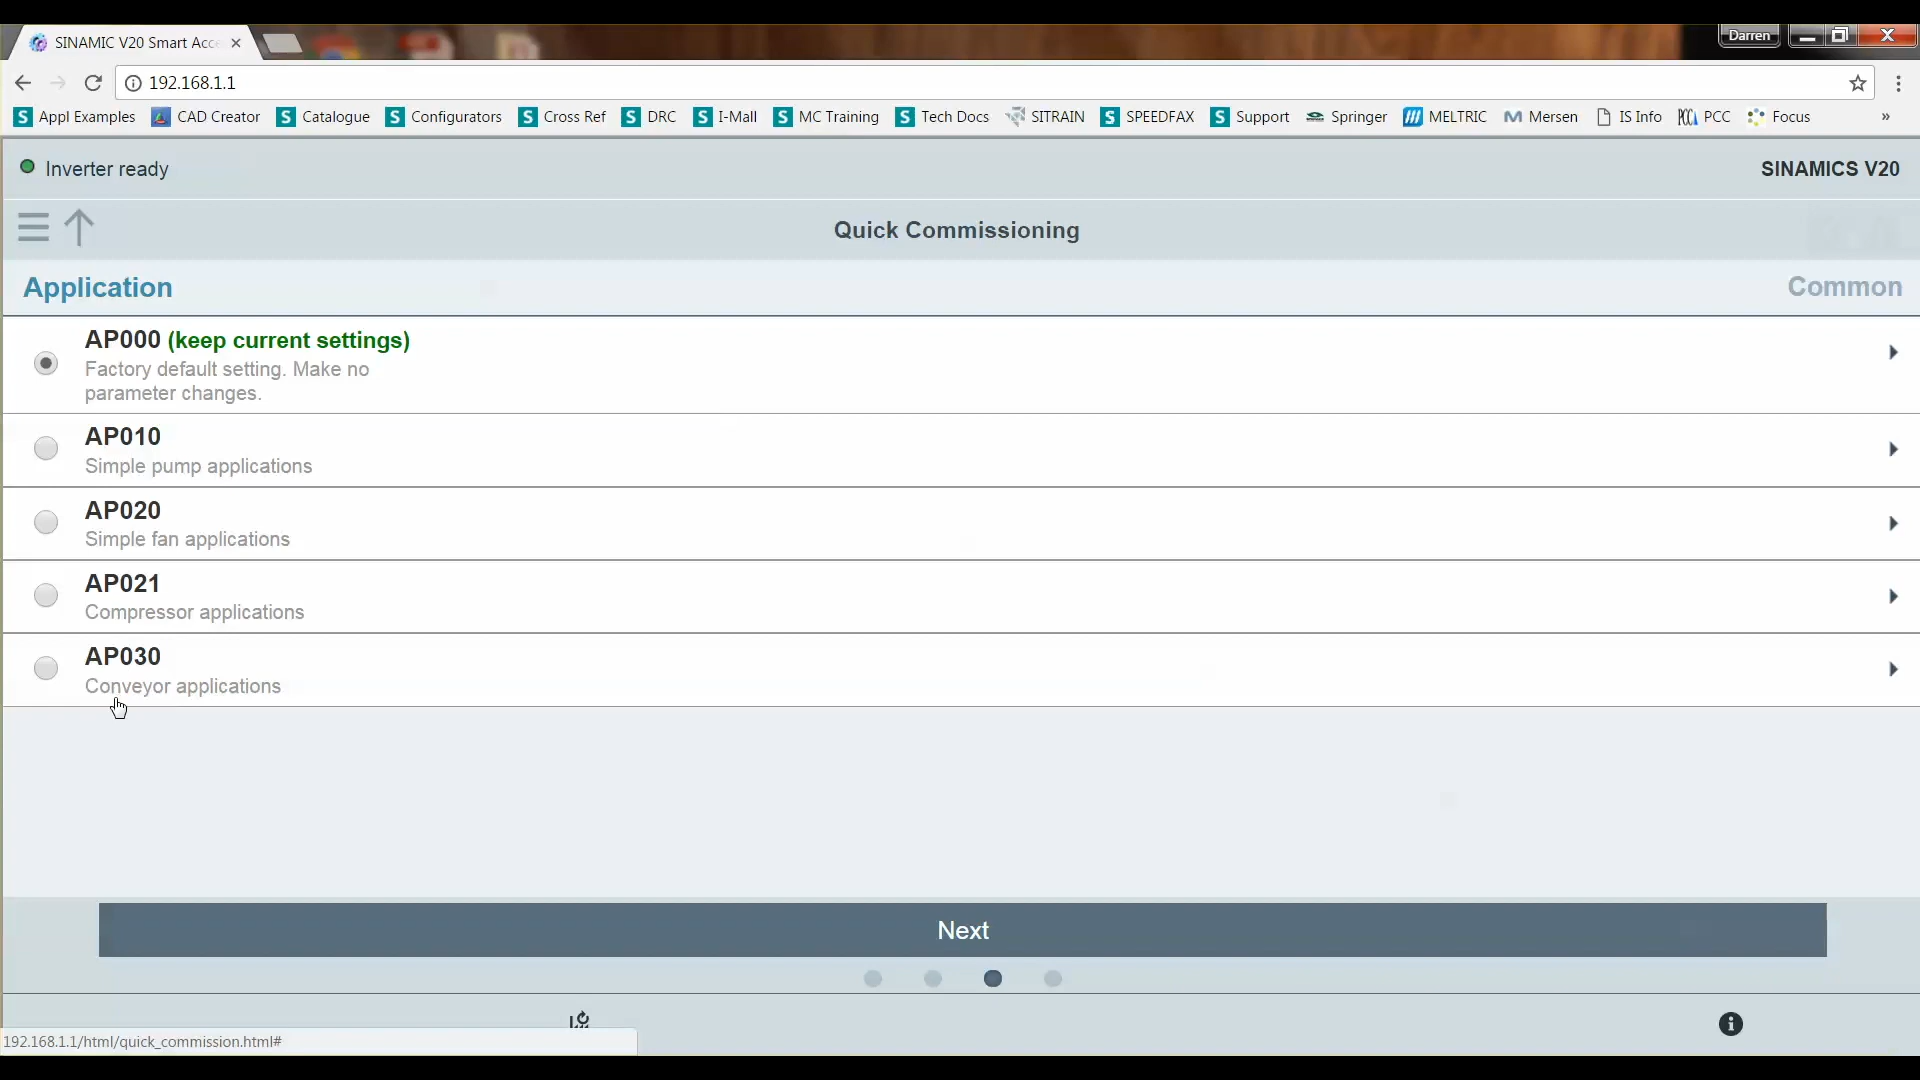 SINAMIC V20 Smart Acce
Darren
192.168.1.1
Appl Examples CAD Creator Catalogue Configurators Cross Ref DRC I-Mall MC Training Tech Docs SITRAIN SPEEDFAX Support Springer MELTRIC Mersen IS Info PCC Focus »
Inverter ready SINAMICS V20
Quick Commissioning
Application Common
AP000 (keep current settings)
Factory default setting. Make no
parameter changes.
AP010
Simple pump applications
AP020
Simple fan applications
AP021
Compressor applications
AP030
Conveyor applications
Next
192.168.1.1/html/quick_commission.html#